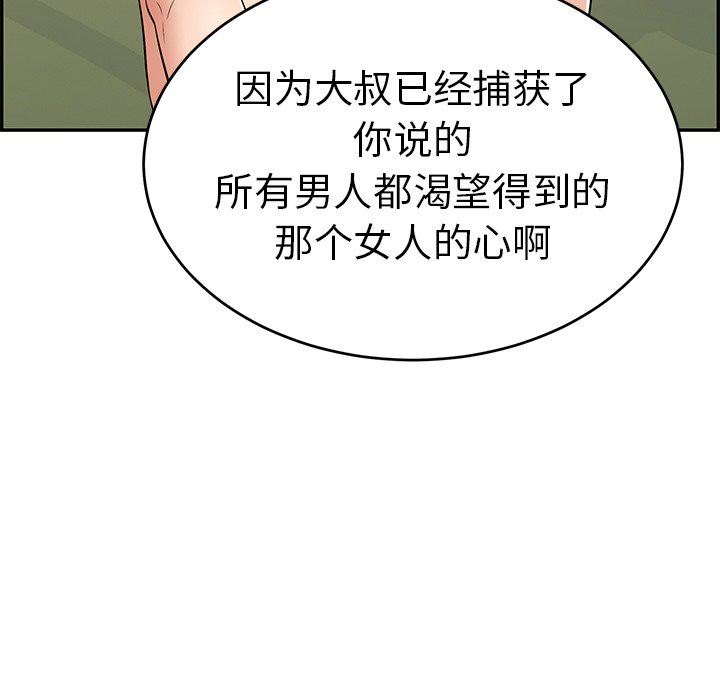 因为大叔已经捕获了
你说的
所有男人都渴望得到的
那个女人的心啊